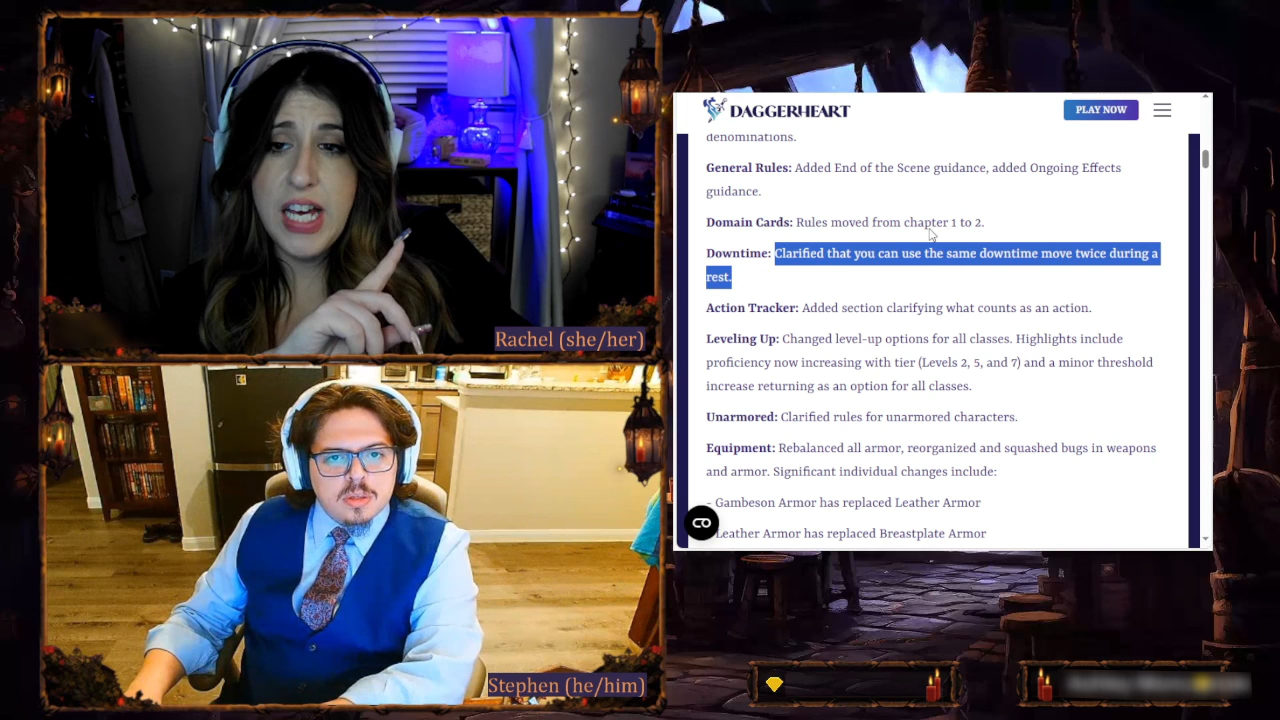 Rachel (she/her)
Stephen (he/him)
DAGGERHEART
PLAY NOW
denominations.
General Rules: Added End of the Scene guidance, added Ongoing Effects
guidance.
Domain Cards: Rules moved from chapter 1 to 2.
Downtime: Clarified that you can use the same downtime move twice during a
rest.
Action Tracker: Added section clarifying what counts as an action.
Leveling Up: Changed level-up options for all classes. Highlights include
proficiency now increasing with tier (Levels 2, 5, and 7) and a minor threshold
increase returning as an option for all classes.
Unarmored: Clarified rules for unarmored characters.
Equipment: Rebalanced all armor, reorganized and squashed bugs in weapons
and armor. Significant individual changes include:
- Gambeson Armor has replaced Leather Armor
Leather Armor has replaced Breastplate Armor